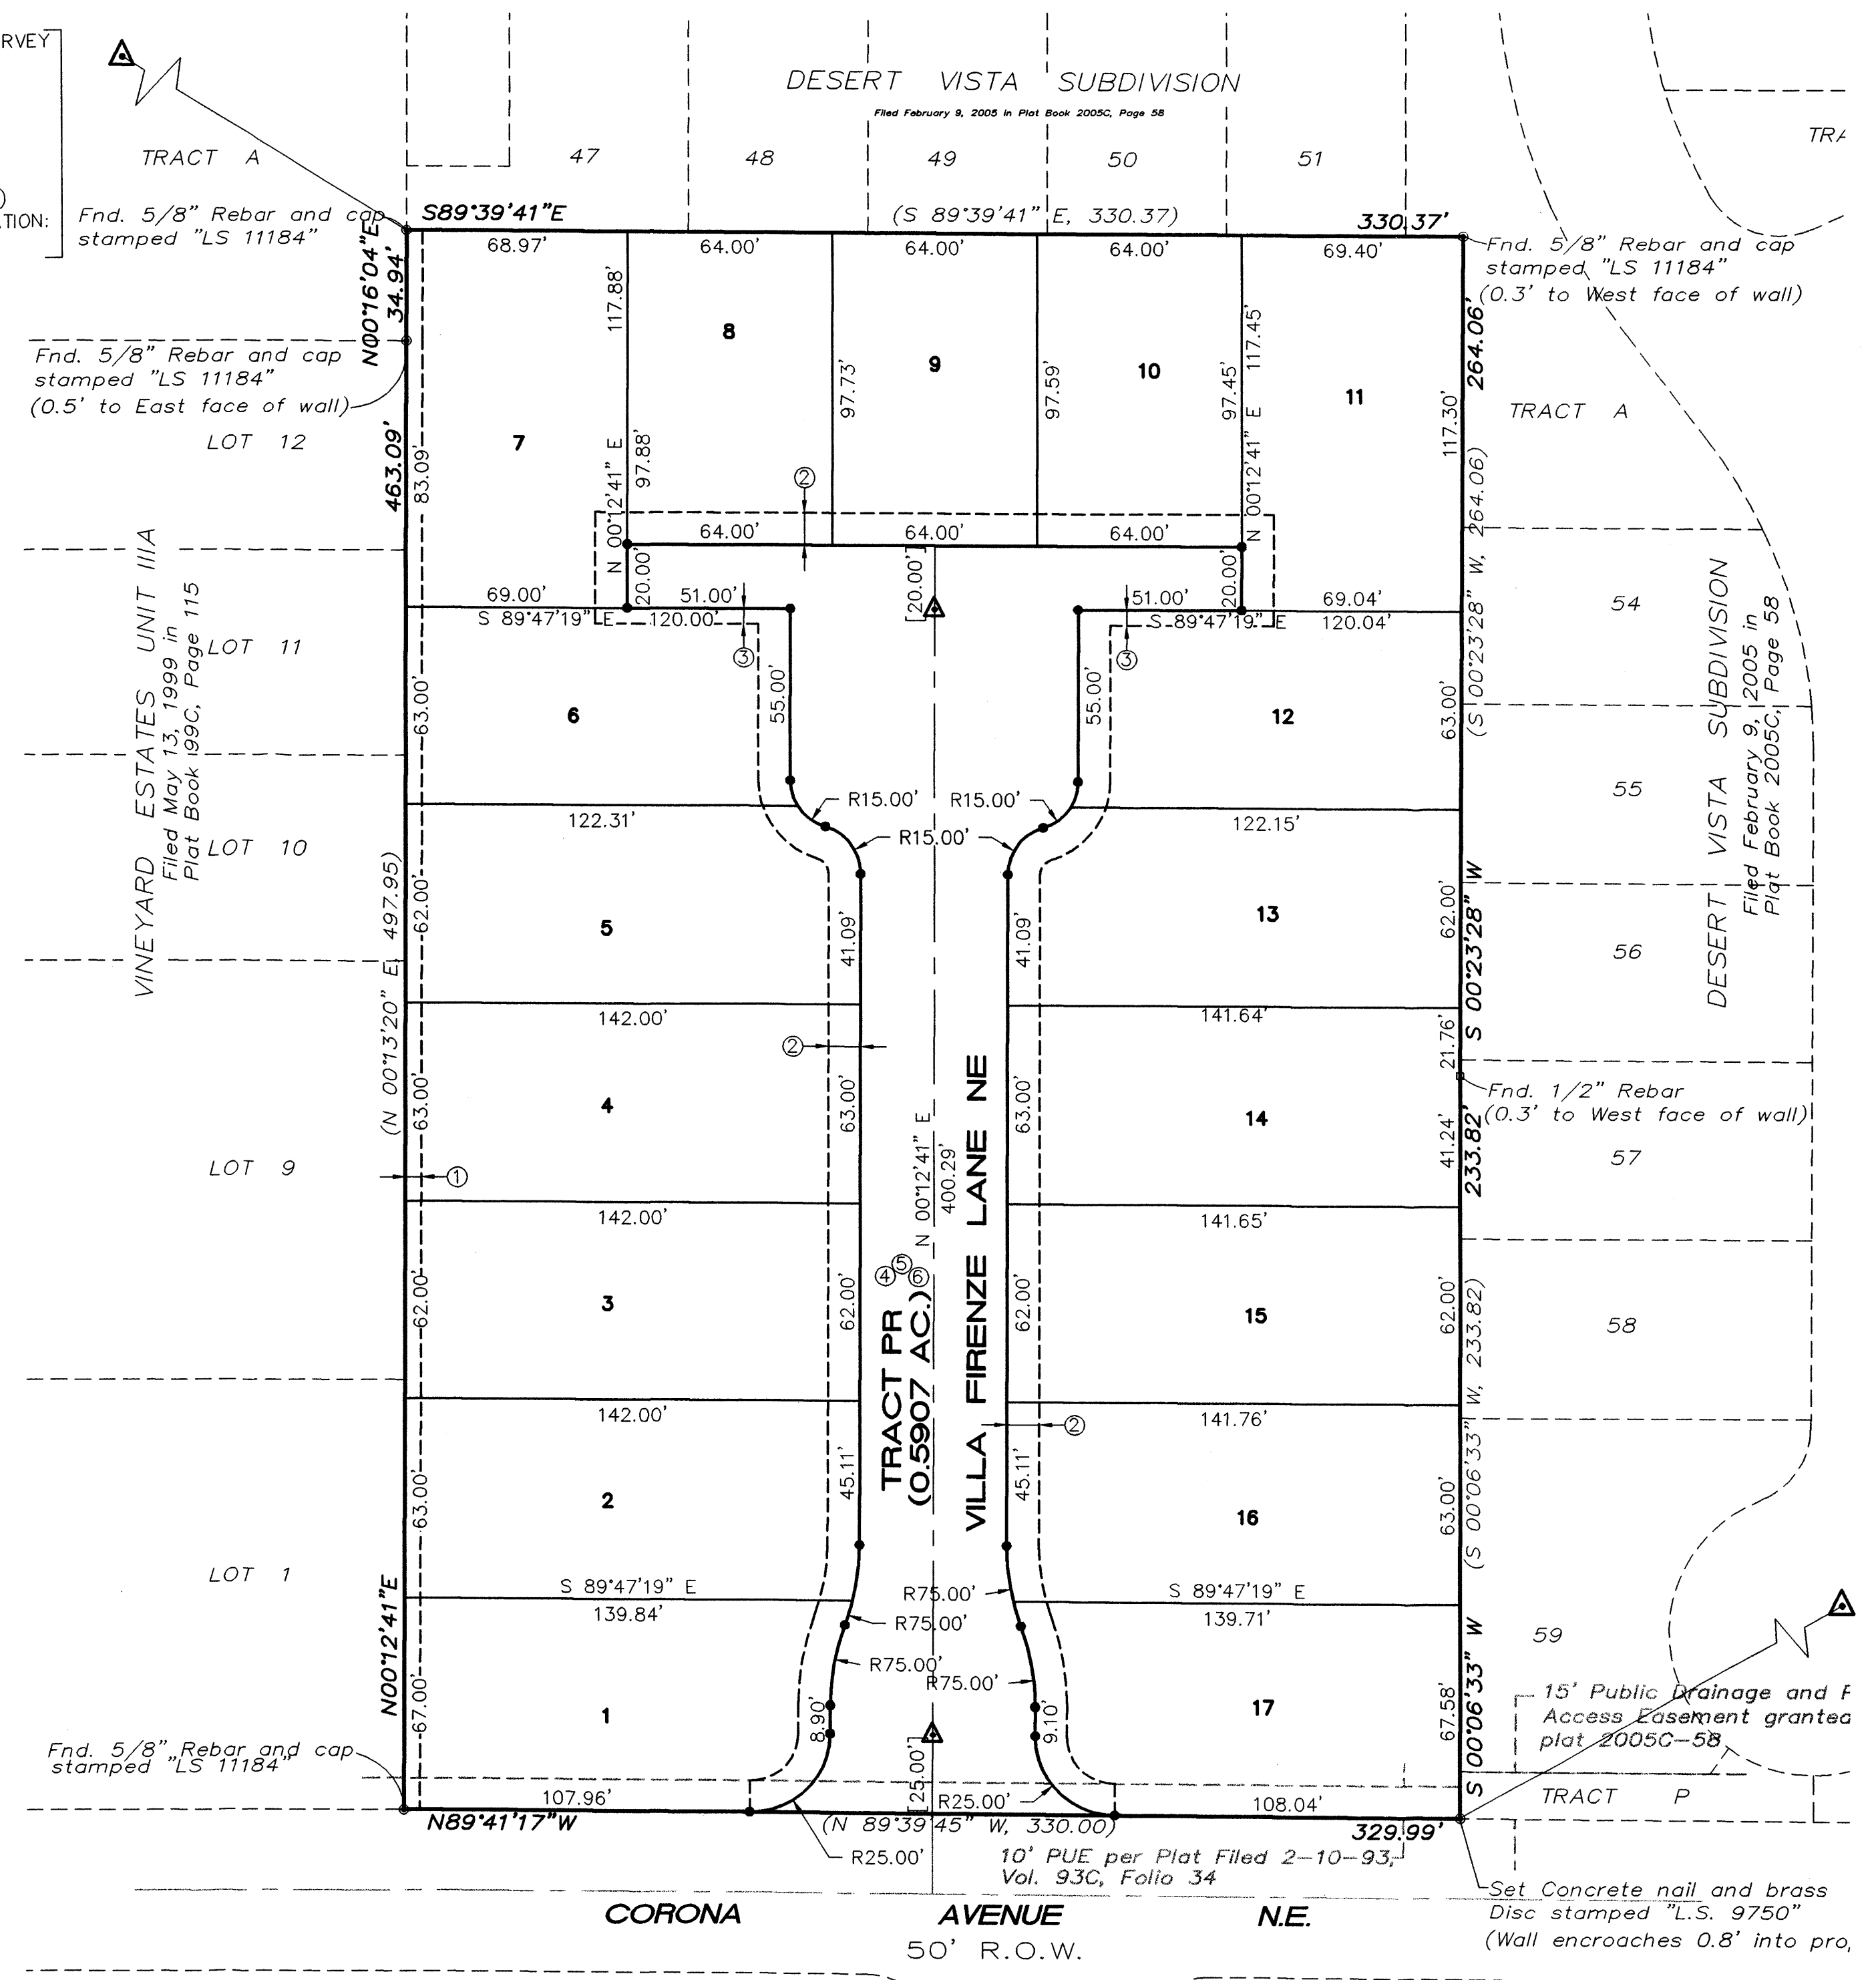 RVEY
)
TION:
DESERT VISTA SUBDIVISION
Filed February 9, 2005 in Plat Book 2005C, Page 58
TRACT A
47
48
49
50
51
Fnd. 5/8" Rebar and cap
stamped "LS 11184"
S89°39'41"E
(S 89°39'41" E, 330.37)
330.37'
Fnd. 5/8" Rebar and cap
stamped "LS 11184"
(0.3' to West face of wall)
N00°16'04"E
34.94'
68.97'
64.00'
64.00'
64.00'
69.40'
Fnd. 5/8" Rebar and cap
stamped "LS 11184"
(0.5' to East face of wall)
LOT 12
463.09'
83.09'
7
117.88'
N 00°12'41" E
97.88'
8
97.73'
9
97.59'
10
97.45'
117.45'
N 00°12'41" E
11
117.30'
264.06'
(S 00°23'28" W, 264.06)
TRACT A
2
64.00'
64.00'
64.00'
20.00'
[20.00']
20.00'
69.00'
51.00'
S 89°47'19" E
120.00'
3
51.00'
69.04'
S 89°47'19" E
120.04'
3
VINEYARD ESTATES UNIT IIIA
Filed May 13, 1999 in
Plat Book 99C, Page 115
LOT 11
LOT 10
6
63.00'
55.00'
55.00'
12
63.00'
54
55
DESERT VISTA SUBDIVISION
Filed February 9, 2005 in
Plat Book 2005C, Page 58
R15.00'
R15.00'
R15.00'
122.31'
122.15'
(N 00°13'20" E, 497.95)
62.00'
5
41.09'
41.09'
13
62.00'
S 00°23'28" W
56
142.00'
141.64'
2
63.00'
4
63.00'
63.00'
14
21.76'
41.24'
233.82'
Fnd. 1/2" Rebar
(0.3' to West face of wall)
57
LOT 9
1
N 00°12'41" E
400.29'
142.00'
141.65'
VILLA FIRENZE LANE NE
TRACT PR
(0.5907 AC.)
4
5
6
62.00'
3
62.00'
62.00'
15
62.00'
(S 00°06'33" W, 233.82)
58
142.00'
141.76'
2
63.00'
2
45.11'
45.11'
16
63.00'
LOT 1
S 89°47'19" E
139.84'
S 89°47'19" E
139.71'
R75.00'
R75.00'
R75.00'
R75.00'
N00°12'41"E
67.00'
1
8.90'
9.10'
17
67.58'
S 00°06'33" W
59
15' Public Drainage and P
Access Easement granted
plat 2005C-58
TRACT P
Fnd. 5/8" Rebar and cap
stamped "LS 11184"
107.96'
[25.00']
R25.00'
108.04'
N89°41'17"W
(N 89°39'45" W, 330.00)
329.99'
R25.00'
10' PUE per Plat Filed 2-10-93,
Vol. 93C, Folio 34
Set Concrete nail and brass
Disc stamped "L.S. 9750"
(Wall encroaches 0.8' into pro
CORONA AVENUE N.E.
50' R.O.W.